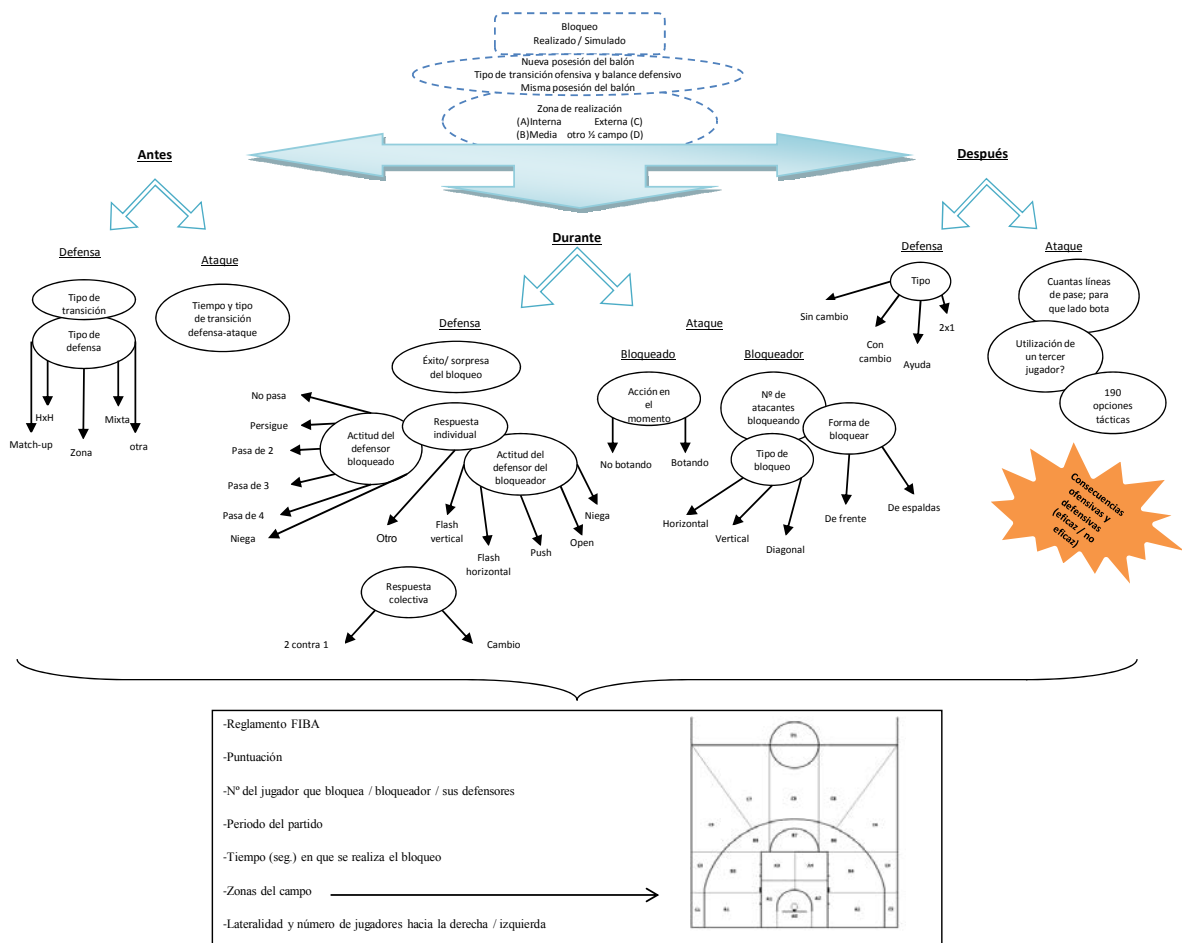 Bloqueo
Realizado / Simulado
Nueva posesión del balón
Tipo de transición ofensiva y balance defensivo
Misma posesión del balón
Zona de realización
(A)Interna Externa (C)
(B)Media otro ½ campo (D)
Antes
Después
Durante
Defensa
Ataque
Tipo de
transición
Tipo de
defensa
Match-up
HxH
Zona
Mixta
otra
Tiempo y tipo
de transición
defensa-ataque
Defensa
Éxito/ sorpresa
del bloqueo
Respuesta
individual
Actitud del
defensor
bloqueado
No pasa
Persigue
Pasa de 2
Pasa de 3
Pasa de 4
Niega
Otro
Actitud del
defensor del
bloqueador
Flash
vertical
Flash
horizontal
Push
Open
Niega
Respuesta
colectiva
2 contra 1
Cambio
Ataque
Bloqueado
Bloqueador
Acción en
el
momento
No botando
Botando
Nº de
atacantes
bloqueando
Tipo de
bloqueo
Forma de
bloquear
Horizontal
Vertical
Diagonal
De frente
De espaldas
Defensa
Tipo
Sin cambio
Con
cambio
Ayuda
2x1
Ataque
Cuantas líneas
de pase; para
que lado bota
Utilización de
un tercer
jugador?
190
opciones
tácticas
Consecuencias
ofensivas y
defensivas
(eficaz / no
eficaz)
-Reglamento FIBA
-Puntuación
-Nº del jugador que bloquea / bloqueador / sus defensores
-Periodo del partido
-Tiempo (seg.) en que se realiza el bloqueo
-Zonas del campo
-Lateralidad y número de jugadores hacia la derecha / izquierda